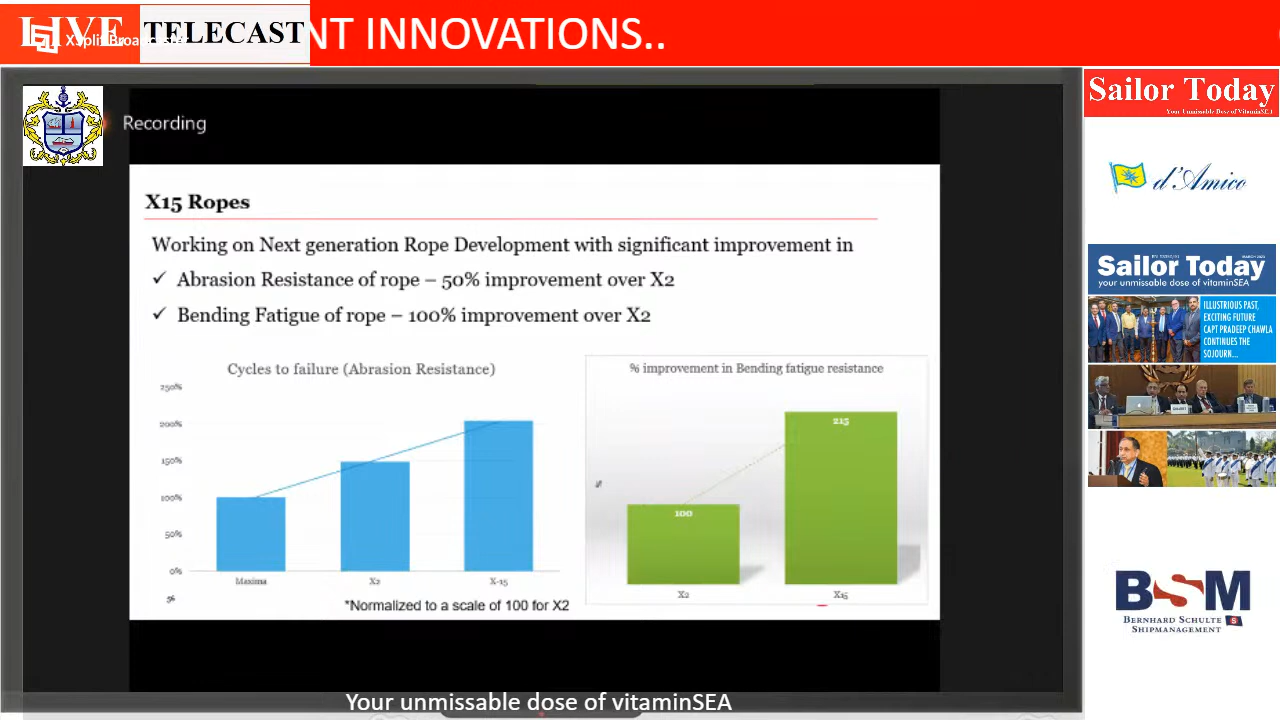 LIVE TELECAST
XSplit Broadcaster
NT INNOVATIONS..
Recording
X15 Ropes
Working on Next generation Rope Development with significant improvement in
✓ Abrasion Resistance of rope – 50% improvement over X2
✓ Bending Fatigue of rope – 100% improvement over X2
Cycles to failure (Abrasion Resistance)
250%
200%
150%
100%
50%
0%
Maxima X2 X-15
%
*Normalized to a scale of 100 for X2
% improvement in Bending fatigue resistance
%
100
215
X2 X15
Your unmissable dose of vitaminSEA
Sailor Today
Your Unmissable Dose of VitaminSEA
d'Amico
MARCH 2023
Sailor Today
your unmissable dose of vitaminSEA
ILLUSTRIOUS PAST,
EXCITING FUTURE
CAPT PRADEEP CHAWLA
CONTINUES THE
SOJOURN...
BSM
BERNHARD SCHULTE
SHIPMANAGEMENT
S